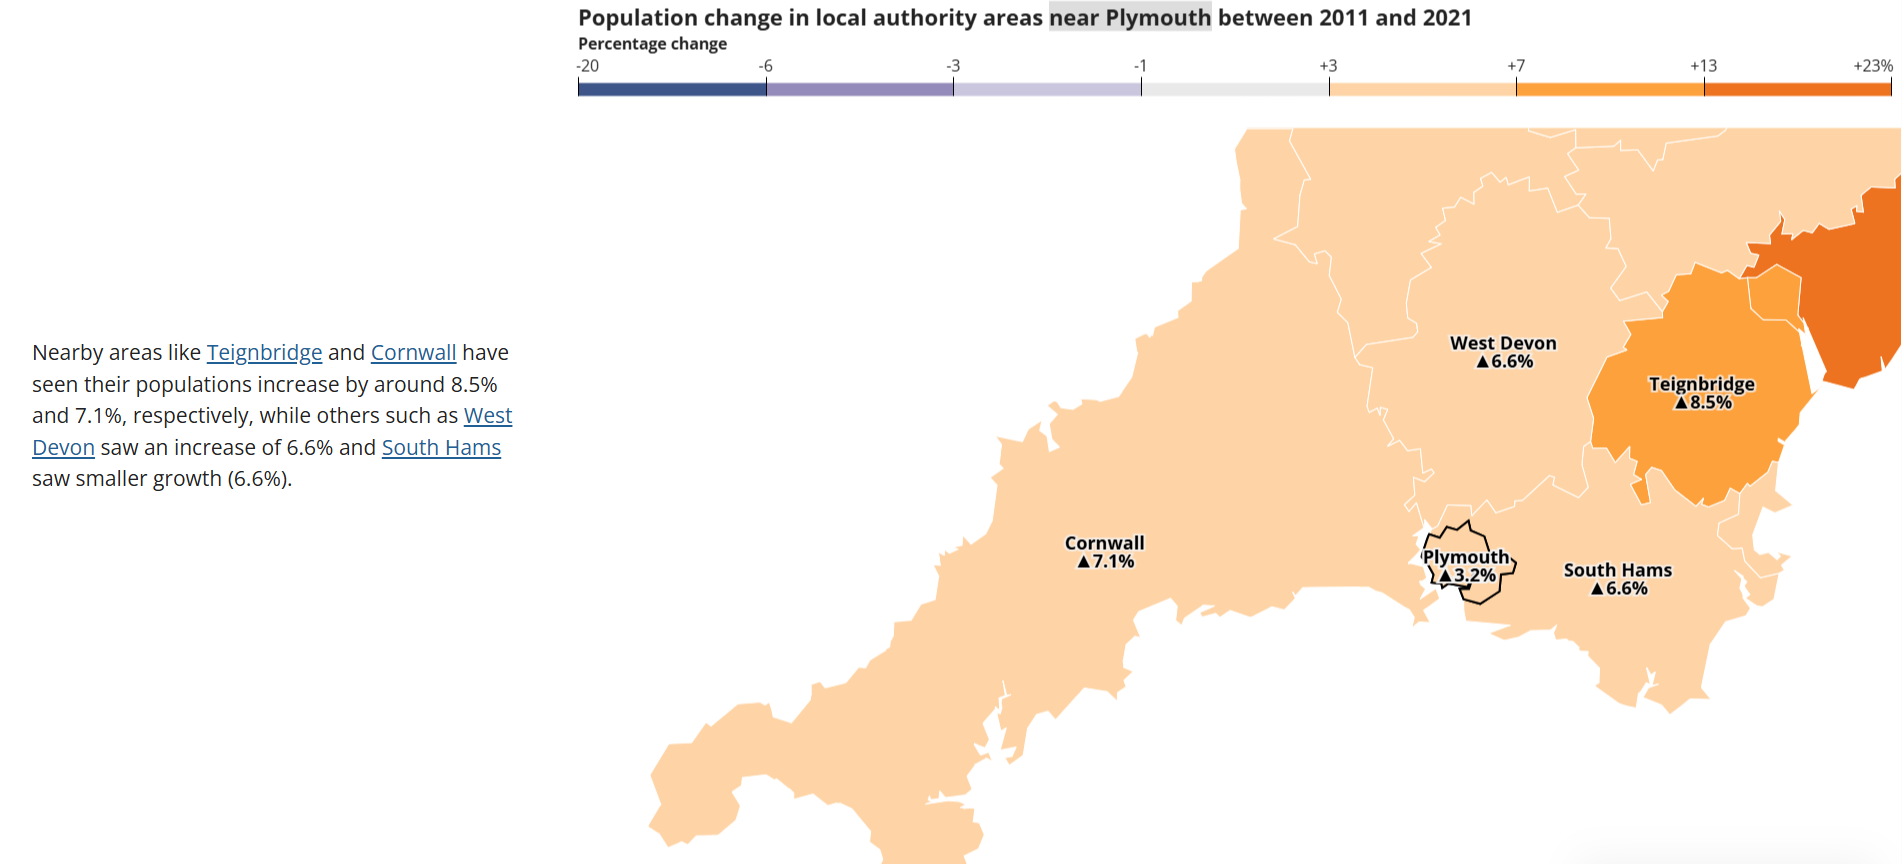 Population change in local authority areas near Plymouth between 2011 and 2021
Percentage change
-20 -6 -3 -1 +3 +7 +13 +23%
Nearby areas like Teignbridge and Cornwall have
seen their populations increase by around 8.5%
and 7.1%, respectively, while others such as West
Devon saw an increase of 6.6% and South Hams
saw smaller growth (6.6%).
West Devon
▲6.6%
Teignbridge
▲8.5%
Cornwall
▲7.1%
Plymouth
▲3.2%
South Hams
▲6.6%